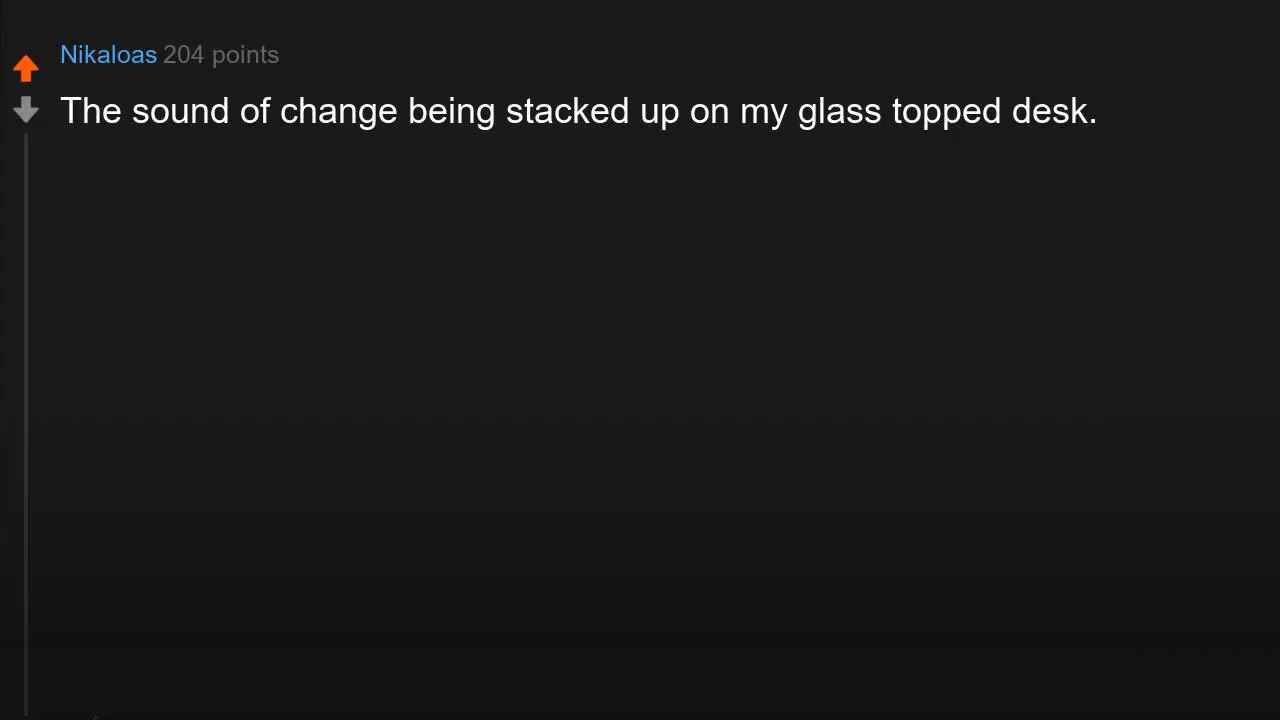 Nikaloas 204 points
The sound of change being stacked up on my glass topped desk.